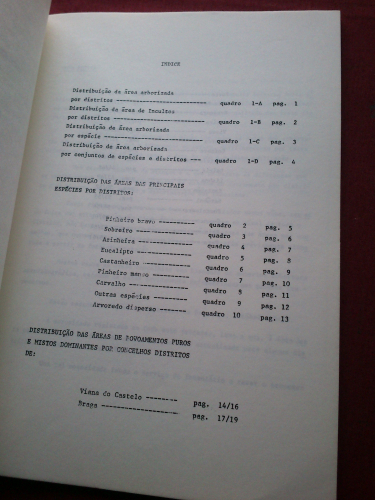 INDICE
Distribuição da área arborizada
por distritos ------------------------ quadro 1-A pag. 1
Distribuição da área de incultos
por distritos ------------------------ quadro 1-B pag. 2
Distribuição da área arborizada
por espécie -------------------------- quadro 1-C pag. 3
Distribuição da área arborizada
por conjuntos de espécies e distritos --- quadro 1-D pag. 4
DISTRIBUIÇÃO DAS ÁREAS DAS PRINCIPAIS
ESPÉCIES POR DISTRITOS:
Pinheiro bravo ---------- quadro 2 pag. 5
Sobreiro ---------------- quadro 3 pag. 6
Azinheira --------------- quadro 4 pag. 7
Eucalipto --------------- quadro 5 pag. 8
Castanheiro ------------- quadro 6 pag. 9
Pinheiro manso ---------- quadro 7 pag. 10
Carvalho ---------------- quadro 8 pag. 11
Outras espécies --------- quadro 9 pag. 12
Arvoredo disperso ------- quadro 10 pag. 13
DISTRIBUIÇÃO DAS ÁREAS DE POVOAMENTOS PUROS
E MISTOS DOMINANTES POR CONCELHOS DISTRITOS
DE:
Viana do Castelo -------- pag. 14/16
Braga ------------------- pag. 17/19